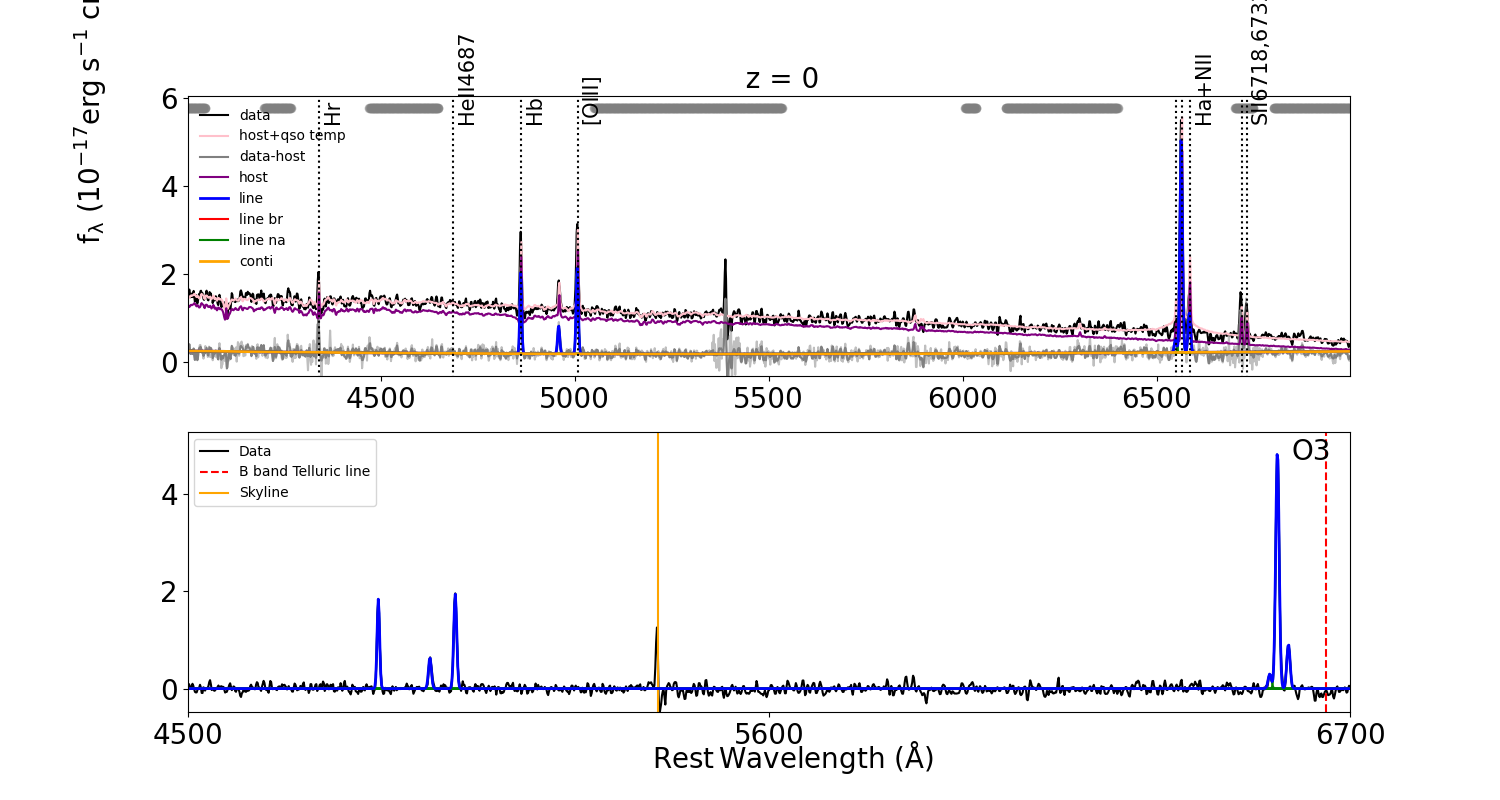 z = 0
f_λ (10^−17 erg s^−1
6
4
2
0
data
host+qso temp
data-host
host
line
line br
line na
conti
Hr
HeII4687
Hb
[OIII]
Ha+NII
SII6718,673
4500
5000
5500
6000
6500
Data
B band Telluric line
Skyline
O3
4
2
0
4500
5600
6700
Rest Wavelength (Å)